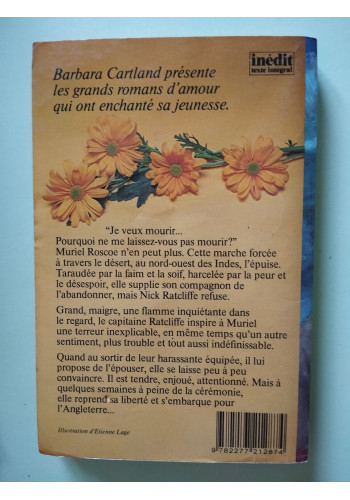 inédit
texte intégral
Barbara Cartland présente
les grands romans d'amour
qui ont enchanté sa jeunesse.
"Je veux mourir...
Pourquoi ne me laissez-vous pas mourir?"
Muriel Roscoe n'en peut plus. Cette marche forcée
à travers le désert, au nord-ouest des Indes, l'épuise.
Taraudée par la faim et la soif, harcelée par la peur et
le désespoir, elle supplie son compagnon de
l'abandonner, mais Nick Ratcliffe refuse.
Grand, maigre, une flamme inquiétante dans
le regard, le capitaine Ratcliffe inspire à Muriel
une terreur inexplicable, en même temps qu'un autre
sentiment, plus trouble et tout aussi indéfinissable.
Quand au sortir de leur harassante équipée, il lui
propose de l'épouser, elle se laisse peu à peu
convaincre. Il est tendre, enjoué, attentionné. Mais à
quelques semaines à peine de la cérémonie,
elle reprend sa liberté et s'embarque pour
l'Angleterre...
Illustration d'Etienne Lage
9 782277 212874